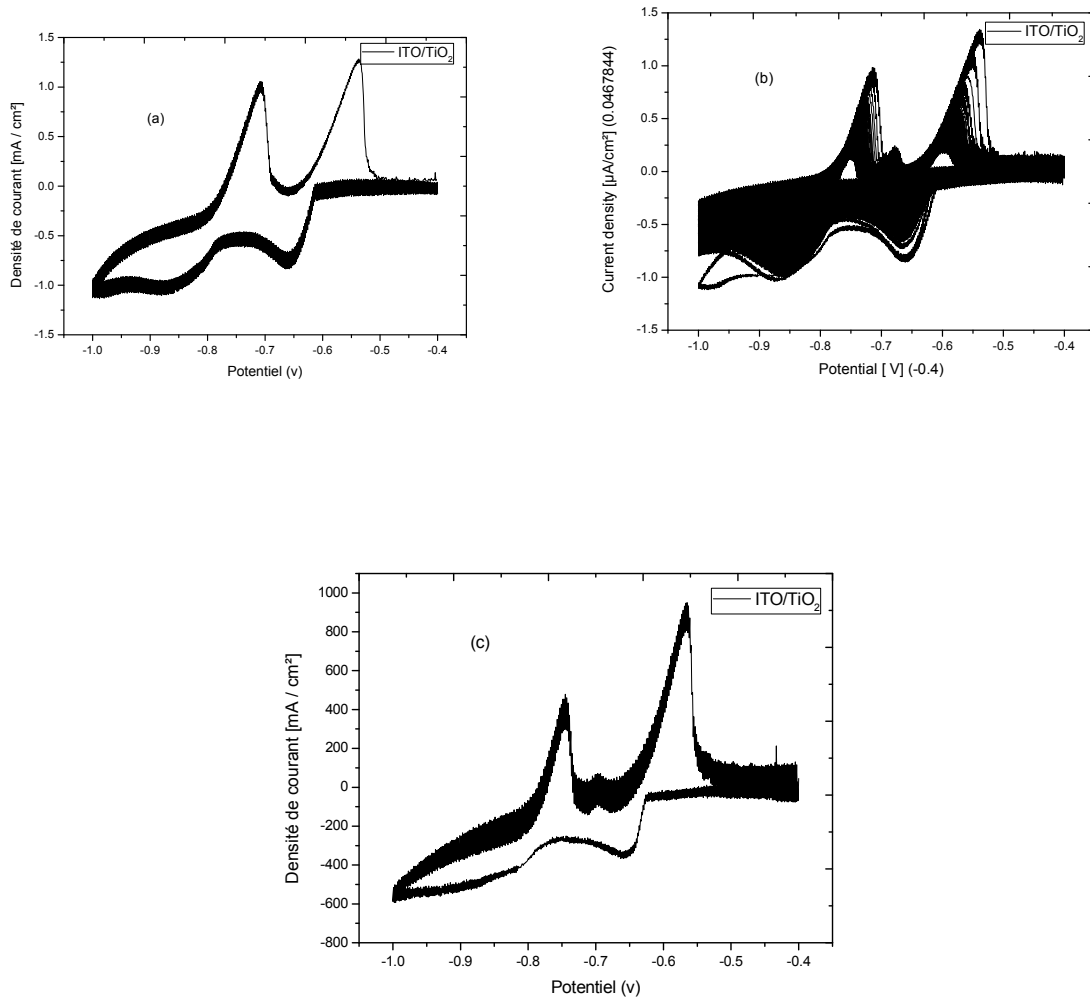 ITO/TiO₂
(a)
Densité de courant [mA / cm²]
1.5
1.0
0.5
0.0
-0.5
-1.0
-1.5
-1.0 -0.9 -0.8 -0.7 -0.6 -0.5 -0.4
Potentiel (v)
ITO/TiO₂
(b)
Current density [µA/cm²] (0.0467844)
1.5
1.0
0.5
0.0
-0.5
-1.0
-1.5
-1.0 -0.9 -0.8 -0.7 -0.6 -0.5 -0.4
Potential [ V] (-0.4)
ITO/TiO₂
(c)
Densité de courant [mA / cm²]
1000
800
600
400
200
0
-200
-400
-600
-800
-1.0 -0.9 -0.8 -0.7 -0.6 -0.5 -0.4
Potentiel (v)